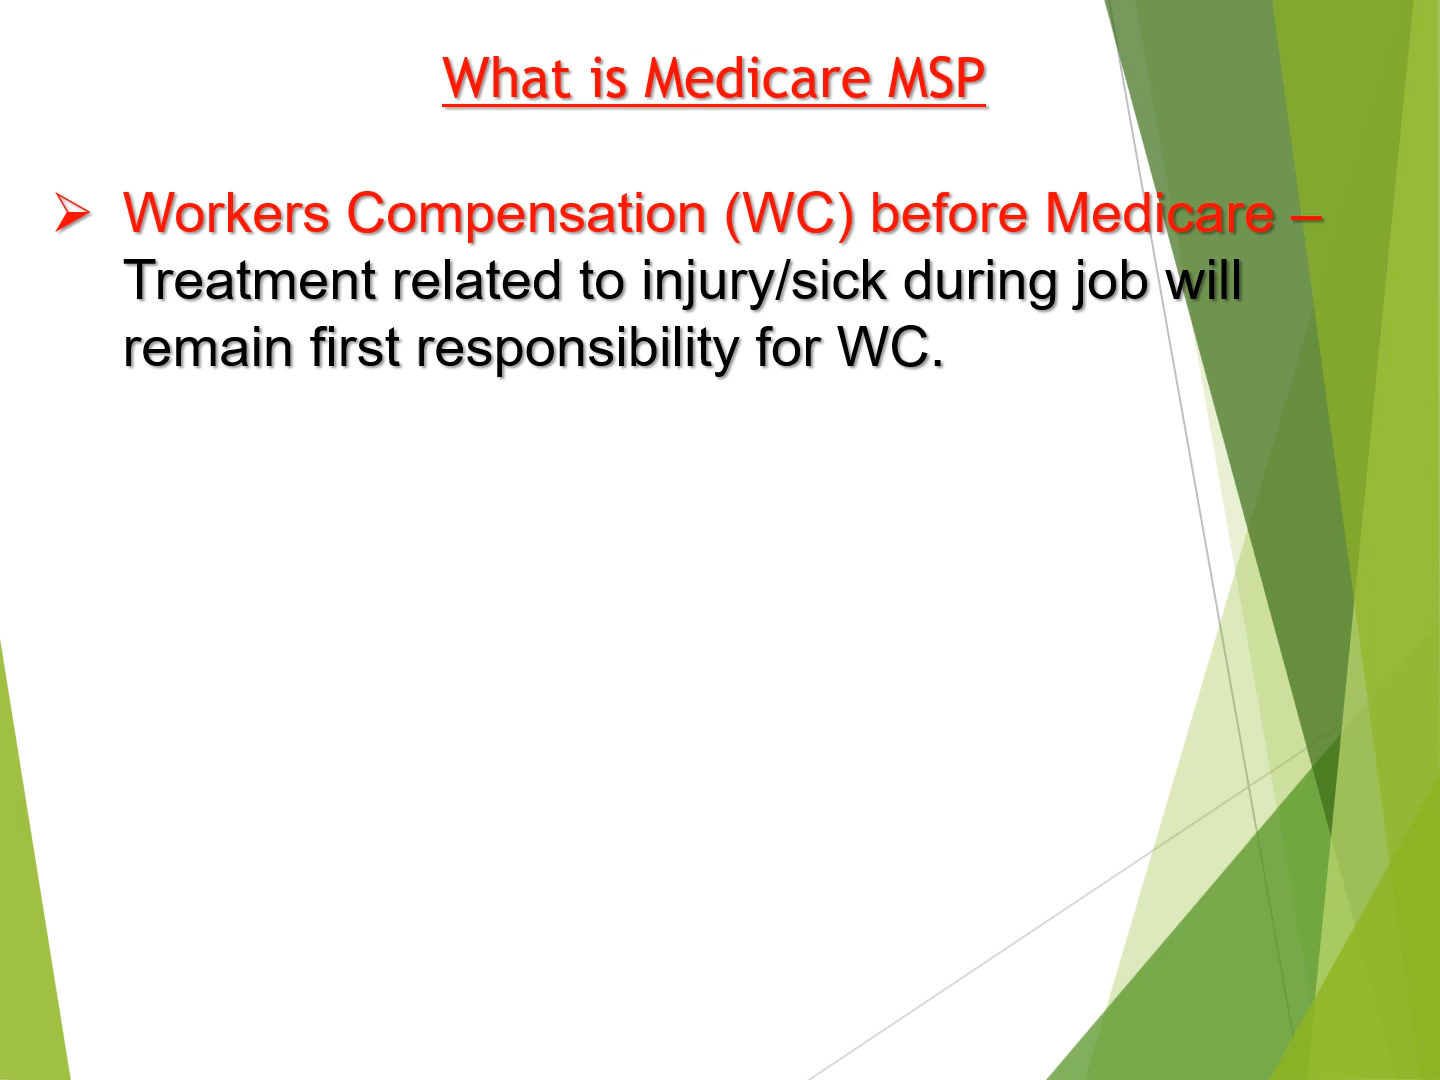 What is Medicare MSP
➢ Workers Compensation (WC) before Medicare –
Treatment related to injury/sick during job will
remain first responsibility for WC.